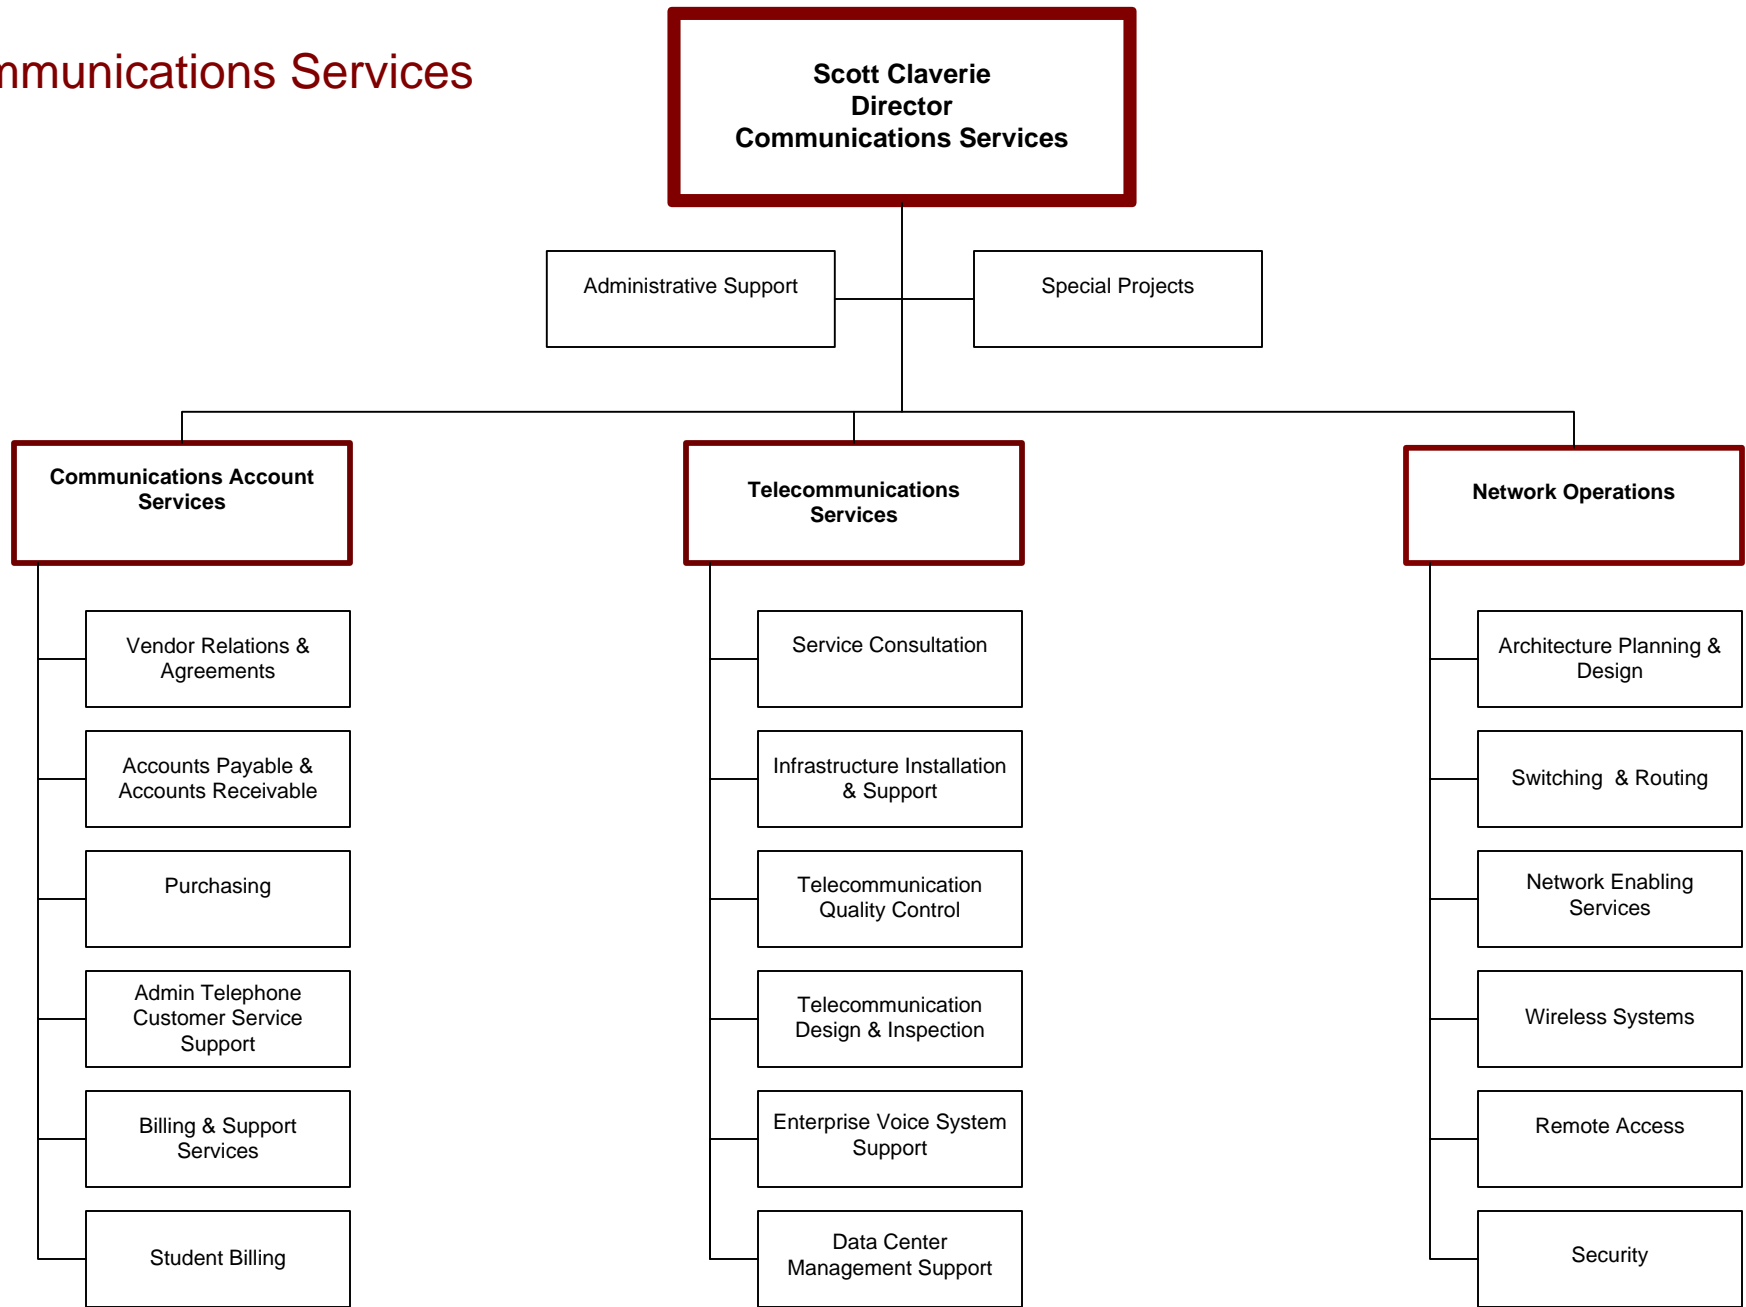 mmunications Services
Scott Claverie
Director
Communications Services
Administrative Support
Special Projects
Communications Account
Services
Telecommunications
Services
Network Operations
Vendor Relations &
Agreements
Accounts Payable &
Accounts Receivable
Purchasing
Admin Telephone
Customer Service
Support
Billing & Support
Services
Student Billing
Service Consultation
Infrastructure Installation
& Support
Telecommunication
Quality Control
Telecommunication
Design & Inspection
Enterprise Voice System
Support
Data Center
Management Support
Architecture Planning &
Design
Switching  & Routing
Network Enabling
Services
Wireless Systems
Remote Access
Security